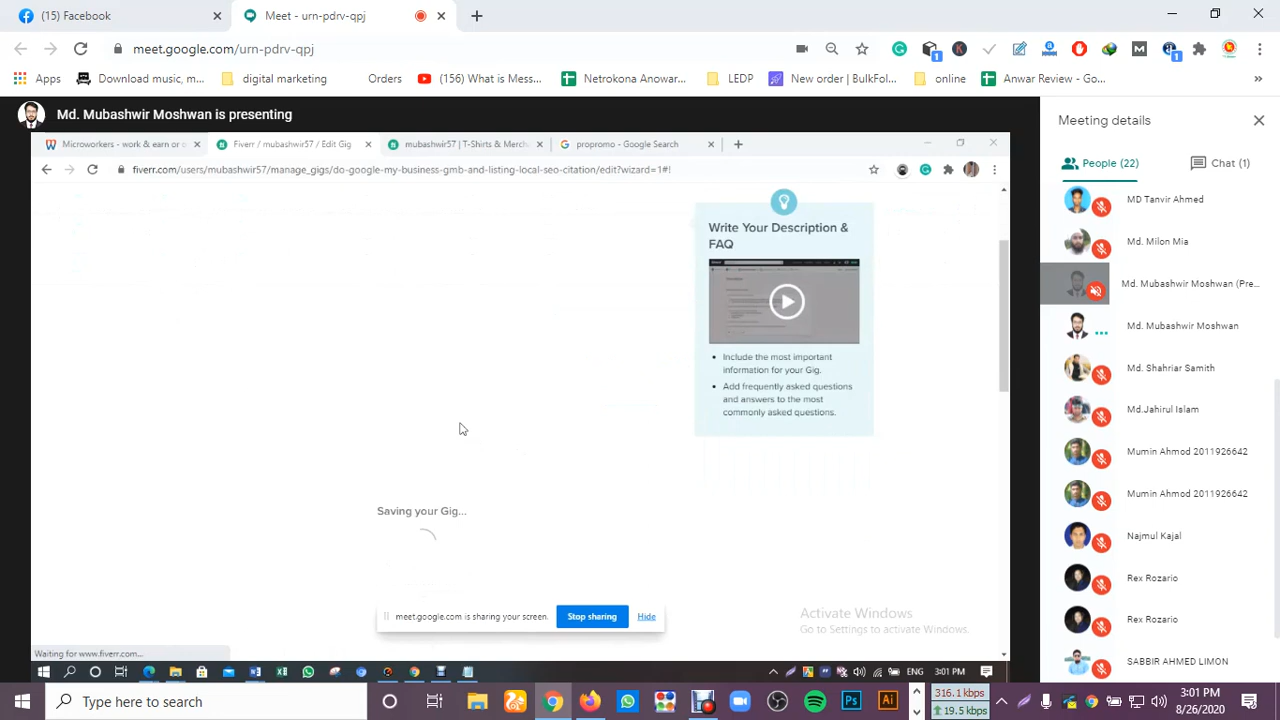 (15) Facebook
Meet - urn-pdrv-qpj
meet.google.com/urn-pdrv-qpj
Apps
Download music, m...
digital marketing
Orders
(156) What is Mess...
Netrokona Anowar...
LEDP
New order | BulkFol...
online
Anwar Review - Go...
Md. Mubashwir Moshwan is presenting
Microworkers - work & earn or o
Fiverr / mubashwir57 / Edit Gig
mubashwir57 | T-Shirts & Merch
propromo - Google Search
fiverr.com/users/mubashwir57/manage_gigs/do-google-my-business-gmb-and-listing-local-seo-citation/edit?wizard=1#!
Write Your Description &
FAQ
Include the most important
information for your Gig.
Add frequently asked questions
and answers to the most
commonly asked questions.
Saving your Gig...
meet.google.com is sharing your screen.
Stop sharing
Hide
Activate Windows
Go to Settings to activate Windows.
Waiting for www.fiverr.com...
ENG
3:01 PM
Meeting details
People (22)
Chat (1)
MD Tanvir Ahmed
Md. Milon Mia
Md. Mubashwir Moshwan (Pre...
Md. Mubashwir Moshwan
Md. Shahriar Samith
Md.Jahirul Islam
Mumin Ahmod 2011926642
Mumin Ahmod 2011926642
Najmul Kajal
Rex Rozario
Rex Rozario
SABBIR AHMED LIMON
Type here to search
316.1 kbps
19.5 kbps
3:01 PM
8/26/2020